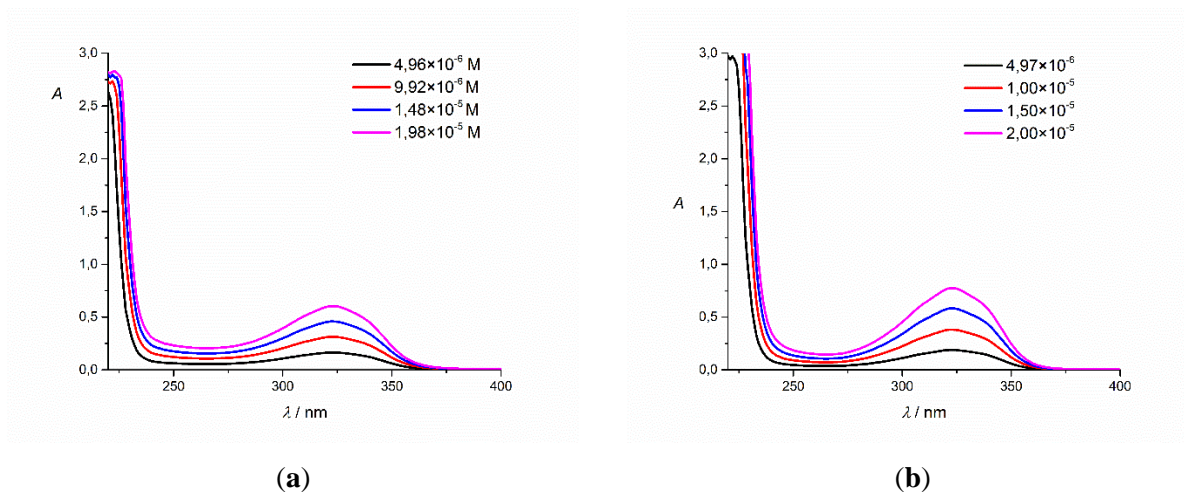 3,0
2,5
2,0
1,5
1,0
0,5
0,0
A
250 300 350 400
λ / nm
4,96×10⁻⁶ M
9,92×10⁻⁶ M
1,48×10⁻⁵ M
1,98×10⁻⁵ M
(a)
3,0
2,5
2,0
1,5
1,0
0,5
0,0
A
250 300 350 400
λ / nm
4,97×10⁻⁶
1,00×10⁻⁵
1,50×10⁻⁵
2,00×10⁻⁵
(b)